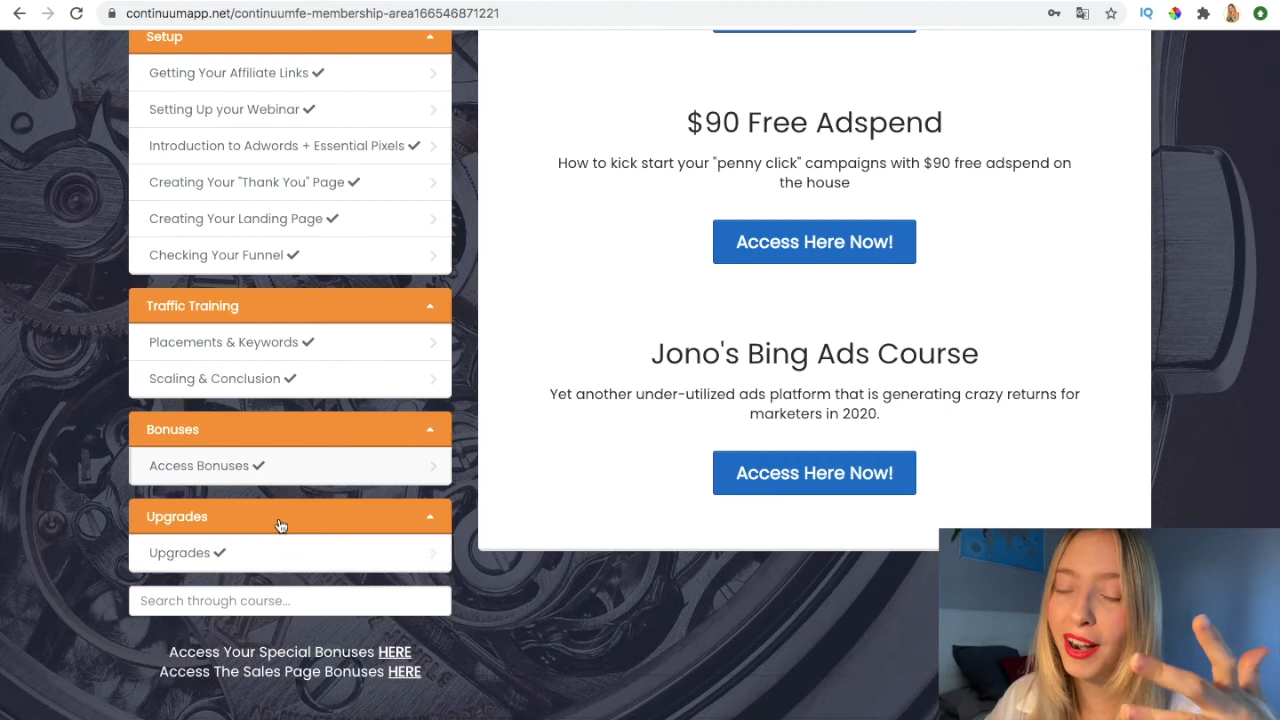 continuumapp.net/continuumfe-membership-area166546871221
Setup
Getting Your Affiliate Links
Setting Up your Webinar
Introduction to Adwords + Essential Pixels
Creating Your "Thank You" Page
Creating Your Landing Page
Checking Your Funnel
Traffic Training
Placements & Keywords
Scaling & Conclusion
Bonuses
Access Bonuses
Upgrades
Upgrades
Search through course...
Access Your Special Bonuses HERE
Access The Sales Page Bonuses HERE
$90 Free Adspend
How to kick start your "penny click" campaigns with $90 free adspend on
the house
Access Here Now!
Jono's Bing Ads Course
Yet another under-utilized ads platform that is generating crazy returns for
marketers in 2020.
Access Here Now!
IQ